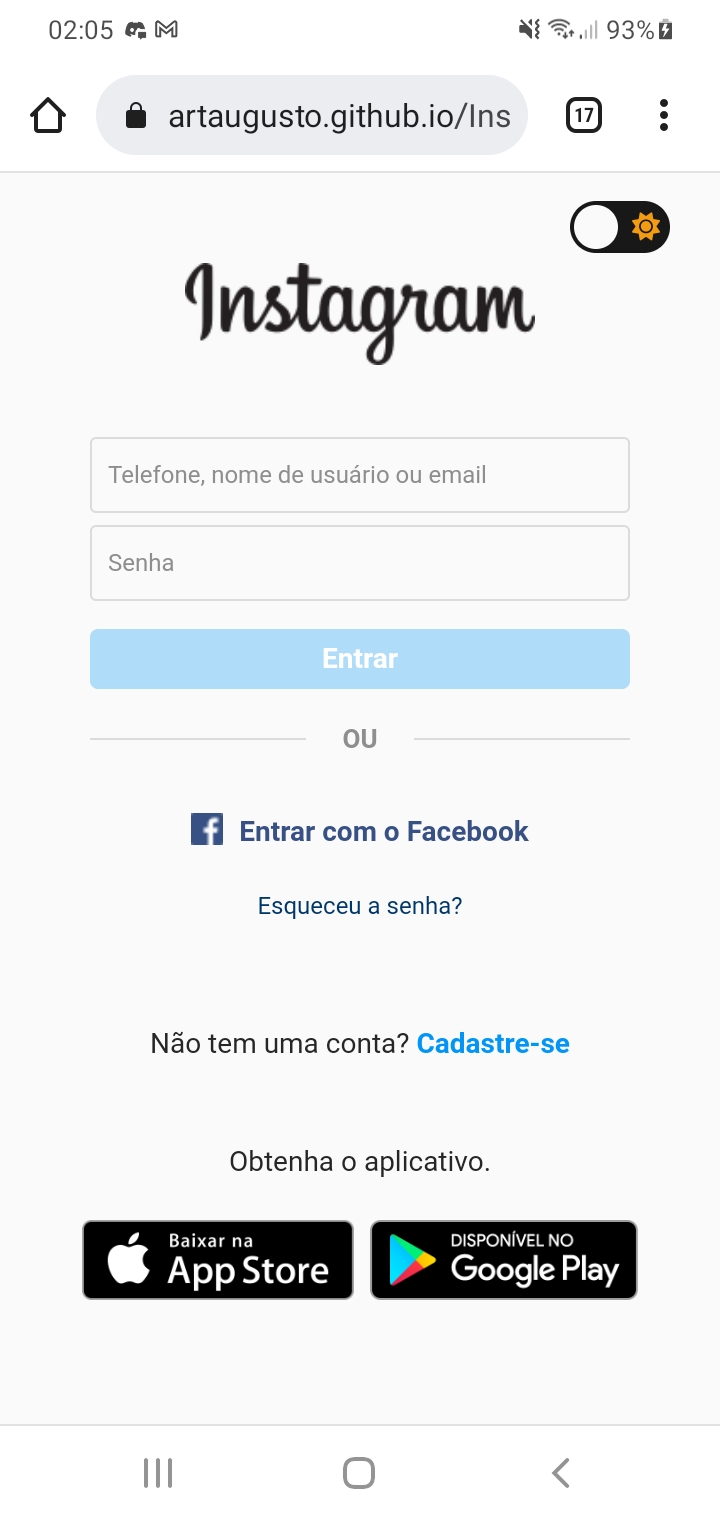 02:05
93%
artaugusto.github.io/Ins
17
Instagram
Telefone, nome de usuário ou email
Senha
Entrar
OU
Entrar com o Facebook
Esqueceu a senha?
Não tem uma conta? Cadastre-se
Obtenha o aplicativo.
Baixar na
App Store
DISPONÍVEL NO
Google Play